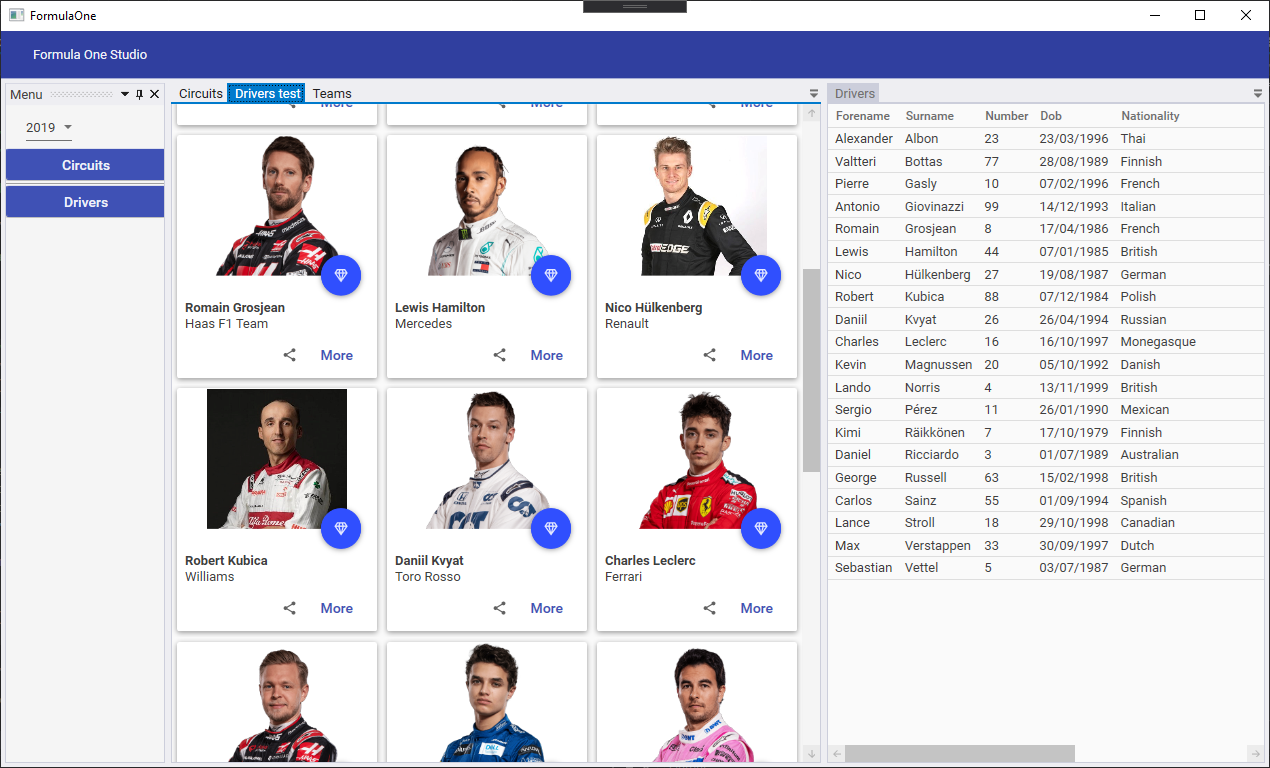 FormulaOne
Formula One Studio
Menu
2019
Circuits
Drivers
Circuits Drivers test Teams
Romain Grosjean
Haas F1 Team
More
Lewis Hamilton
Mercedes
More
Nico Hülkenberg
Renault
More
Robert Kubica
Williams
More
Daniil Kvyat
Toro Rosso
More
Charles Leclerc
Ferrari
More
Drivers
Forename Surname Number Dob Nationality
Alexander Albon 23 23/03/1996 Thai
Valtteri Bottas 77 28/08/1989 Finnish
Pierre Gasly 10 07/02/1996 French
Antonio Giovinazzi 99 14/12/1993 Italian
Romain Grosjean 8 17/04/1986 French
Lewis Hamilton 44 07/01/1985 British
Nico Hülkenberg 27 19/08/1987 German
Robert Kubica 88 07/12/1984 Polish
Daniil Kvyat 26 26/04/1994 Russian
Charles Leclerc 16 16/10/1997 Monegasque
Kevin Magnussen 20 05/10/1992 Danish
Lando Norris 4 13/11/1999 British
Sergio Pérez 11 26/01/1990 Mexican
Kimi Räikkönen 7 17/10/1979 Finnish
Daniel Ricciardo 3 01/07/1989 Australian
George Russell 63 15/02/1998 British
Carlos Sainz 55 01/09/1994 Spanish
Lance Stroll 18 29/10/1998 Canadian
Max Verstappen 33 30/09/1997 Dutch
Sebastian Vettel 5 03/07/1987 German